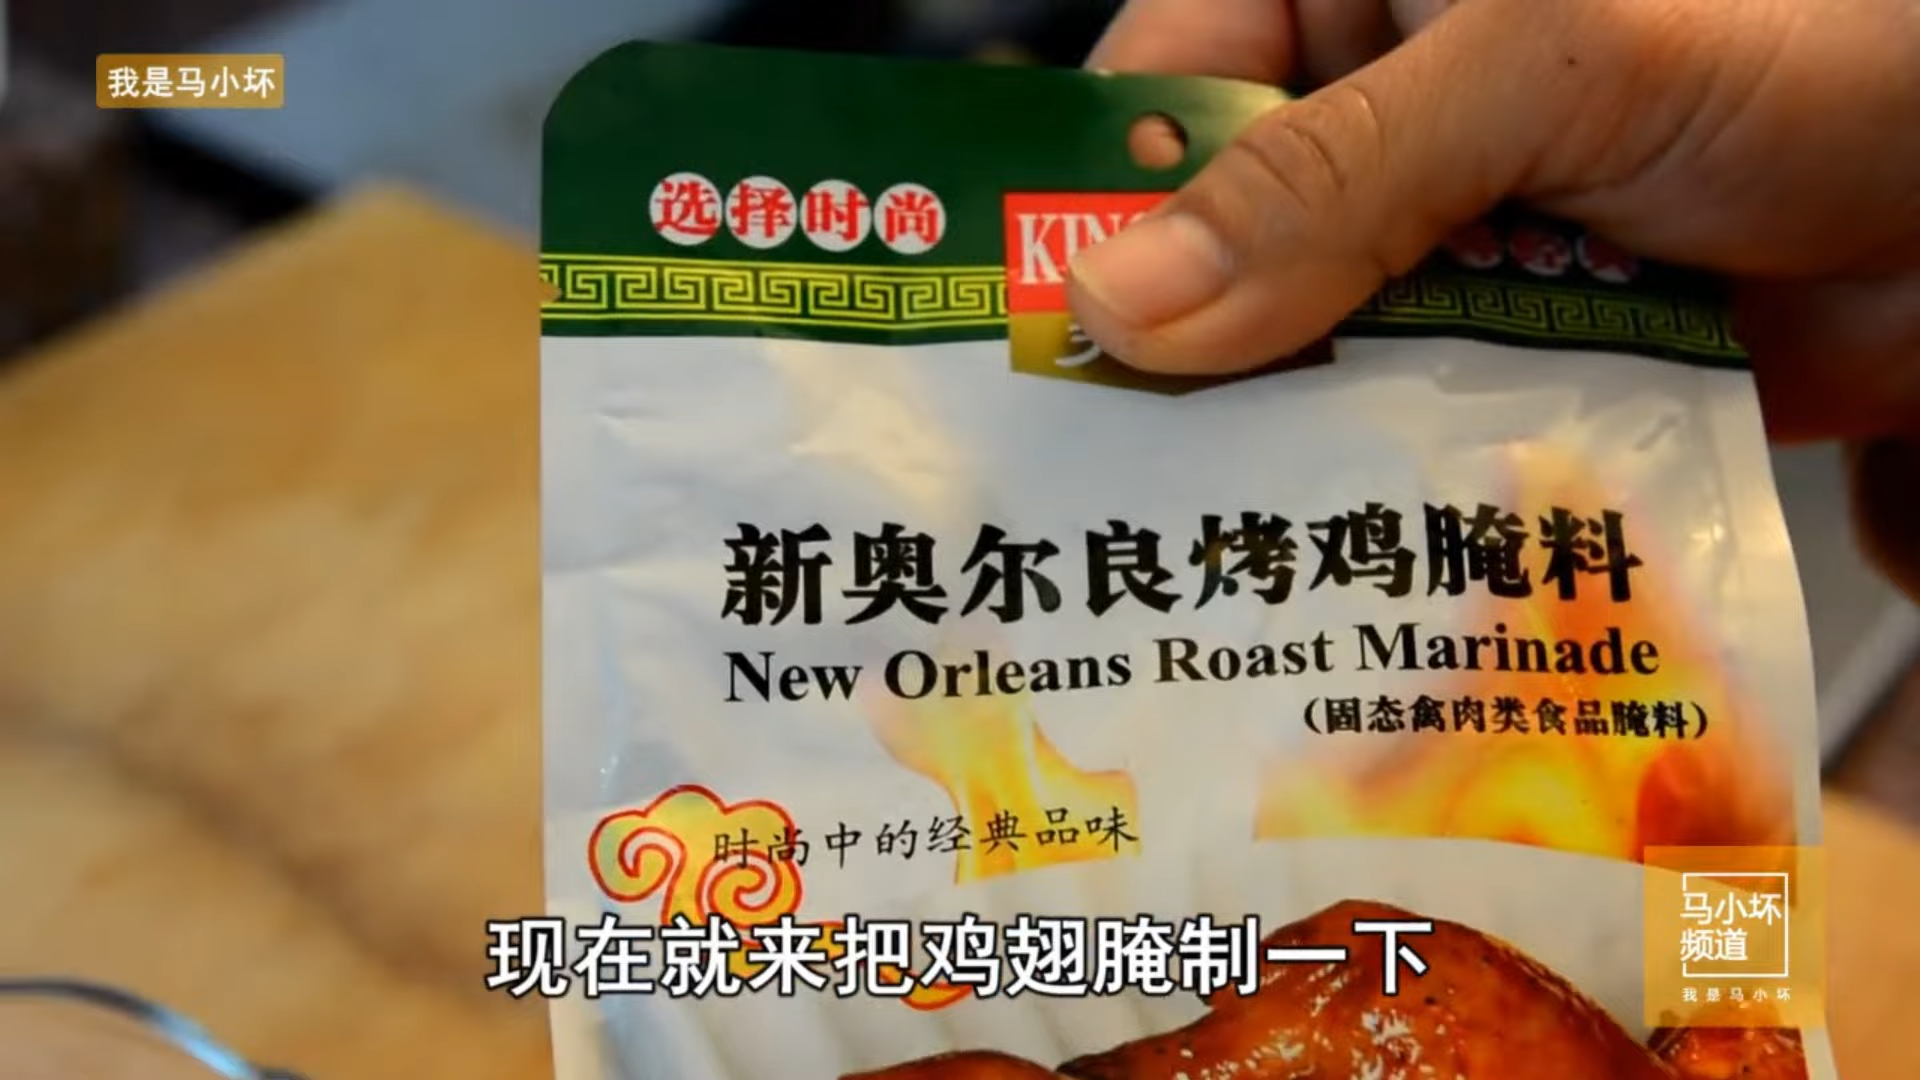 我是马小坏
选择时尚
新奥尔良烤鸡腌料
New Orleans Roast Marinade
(固态禽肉类食品腌料)
时尚中的经典品味
现在就来把鸡翅腌制一下
马小坏
频道
我是马小坏